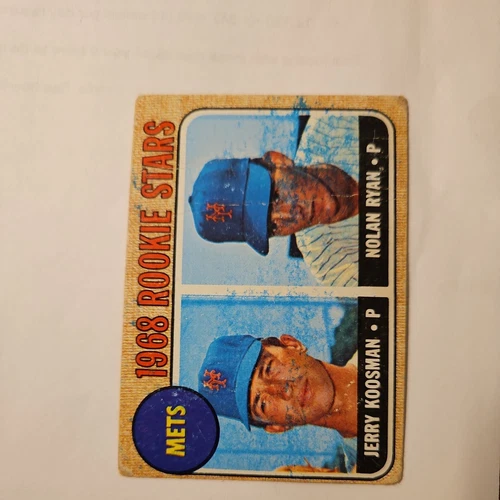 1968 ROOKIE STARS
METS
JERRY KOOSMAN • P
NOLAN RYAN • P